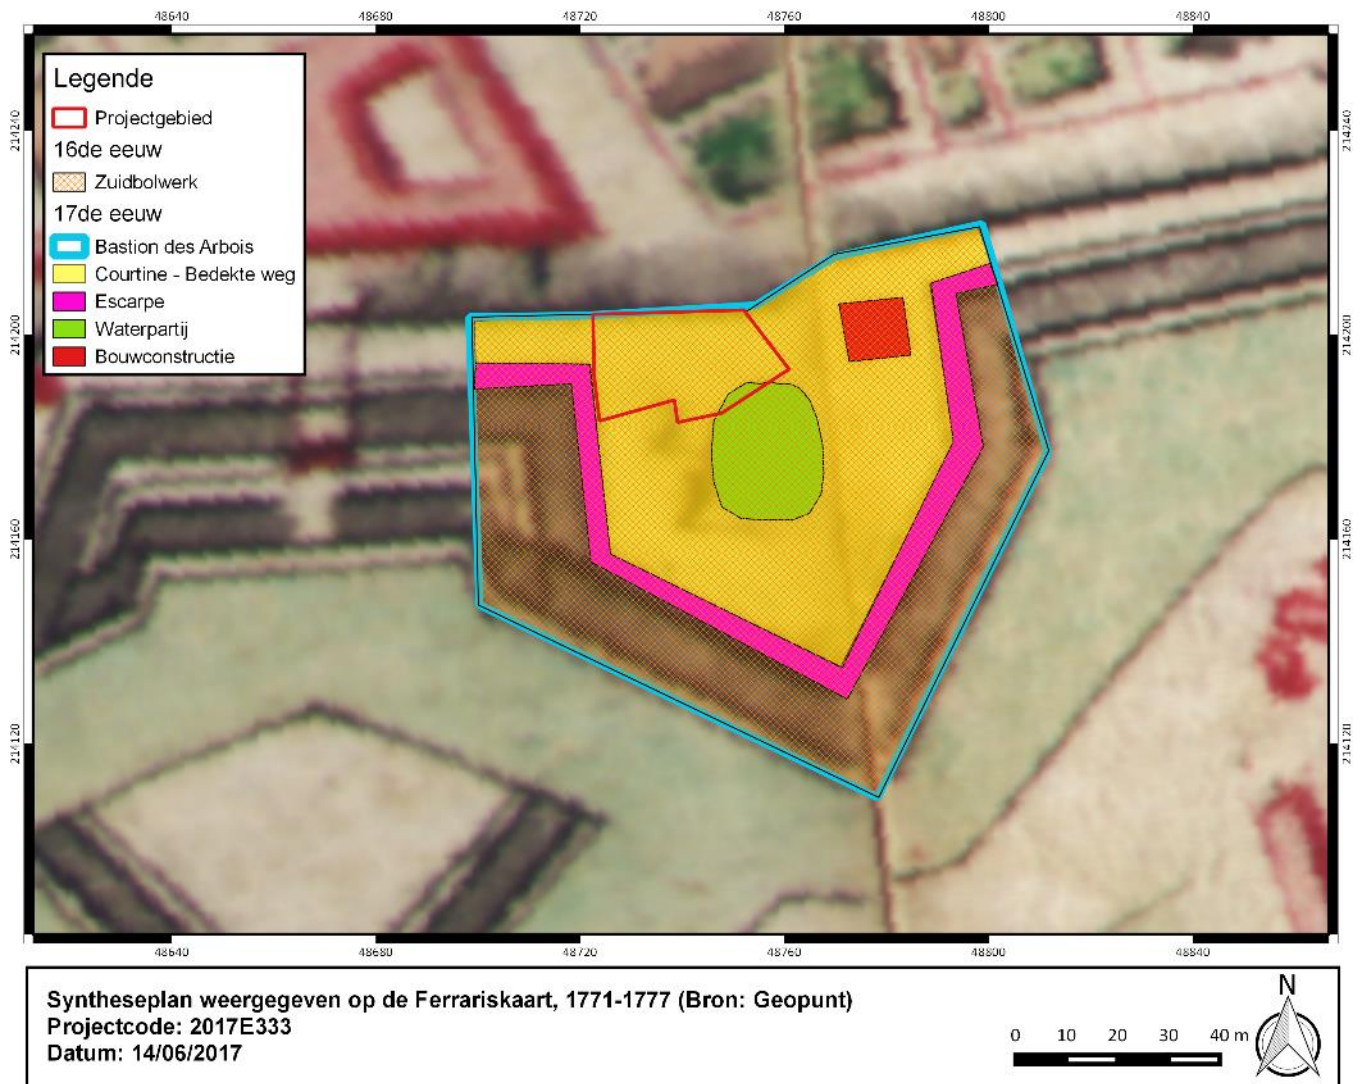 48640 48680 48720 48760 48800 48840
Legende
Projectgebied
16de eeuw
Zuidbolwerk
17de eeuw
Bastion des Arbois
Courtine - Bedekte weg
Escarpe
Waterpartij
Bouwconstructie
214240 214240
214200 214200
214160 214160
214120 214120
48640 48680 48720 48760 48800 48840
Syntheseplan weergegeven op de Ferrariskaart, 1771-1777 (Bron: Geopunt)
Projectcode: 2017E333
Datum: 14/06/2017
0 10 20 30 40 m
N